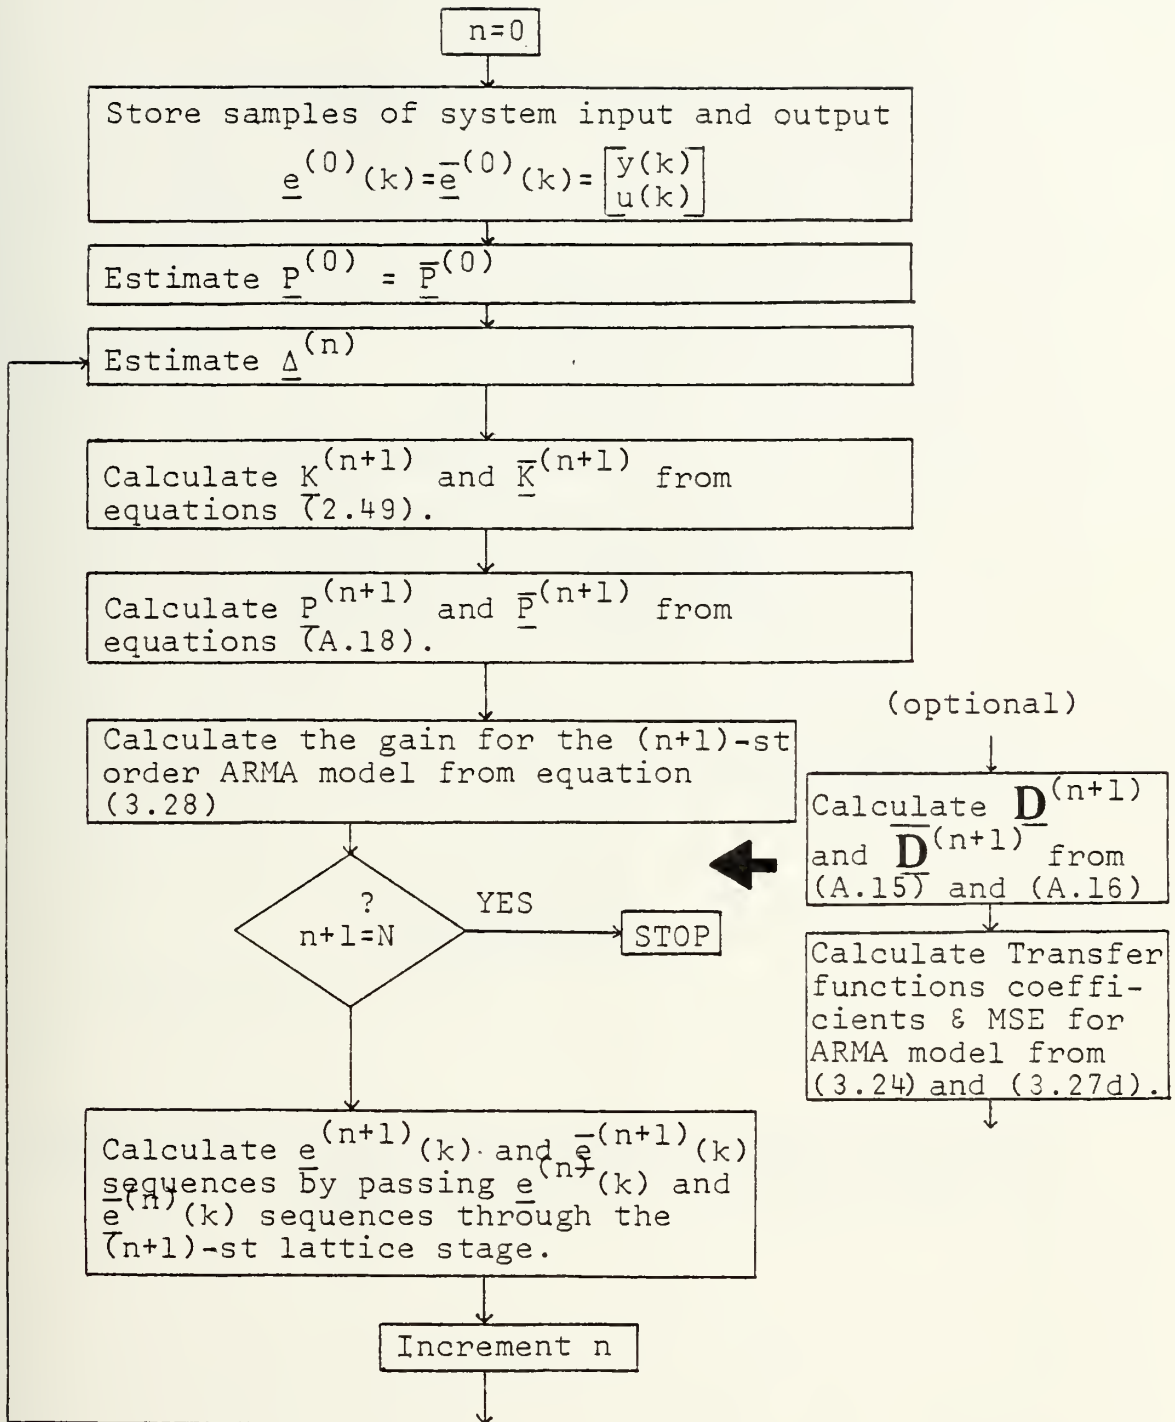 n=0
Store samples of system input and output
e^(0)(k)=e̅^(0)(k)=[y(k)
u(k)]
Estimate P^(0) = P̅^(0)
Estimate Δ^(n)
Calculate K^(n+1) and K̅^(n+1) from
equations (2.49).
Calculate P^(n+1) and P̅^(n+1) from
equations (A.18).
Calculate the gain for the (n+1)-st
order ARMA model from equation
(3.28)
(optional)
Calculate D^(n+1)
and D̅^(n+1) from
(A.15) and (A.16)
Calculate Transfer
functions coeffi-
cients & MSE for
ARMA model from
(3.24) and (3.27d).
?
n+1=N
YES
STOP
Calculate e^(n+1)(k) and e̅^(n+1)(k)
sequences by passing e^(n)(k) and
e̅^(n)(k) sequences through the
(n+1)-st lattice stage.
Increment n